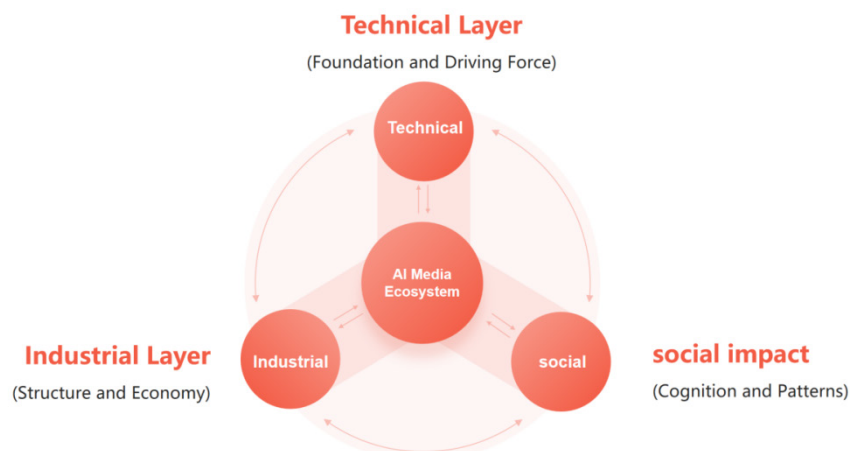 Technical Layer
(Foundation and Driving Force)
Technical
AI Media
Ecosystem
Industrial Layer
(Structure and Economy)
Industrial
social
social impact
(Cognition and Patterns)